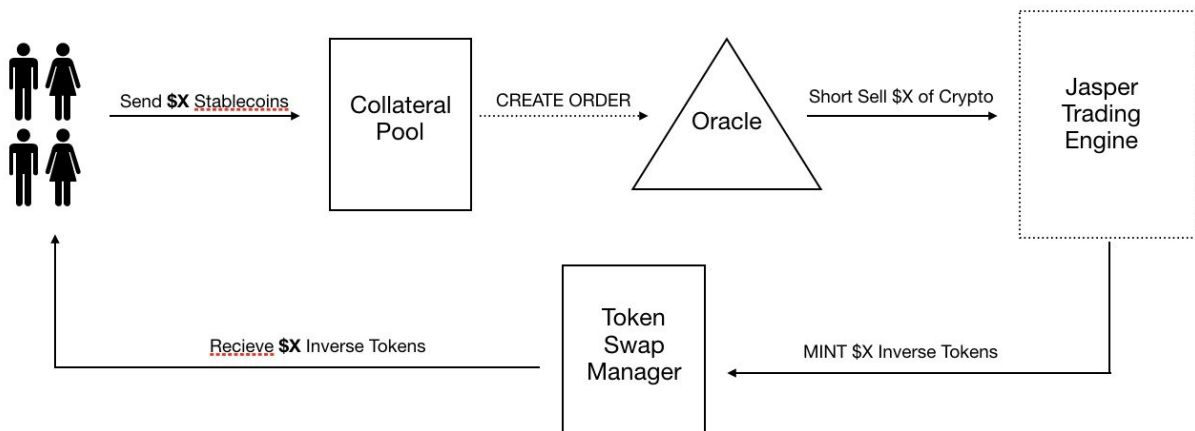 Send $X Stablecoins
Collateral
Pool
CREATE ORDER
Oracle
Short Sell $X of Crypto
Jasper
Trading
Engine
MINT $X Inverse Tokens
Token
Swap
Manager
Recieve $X Inverse Tokens